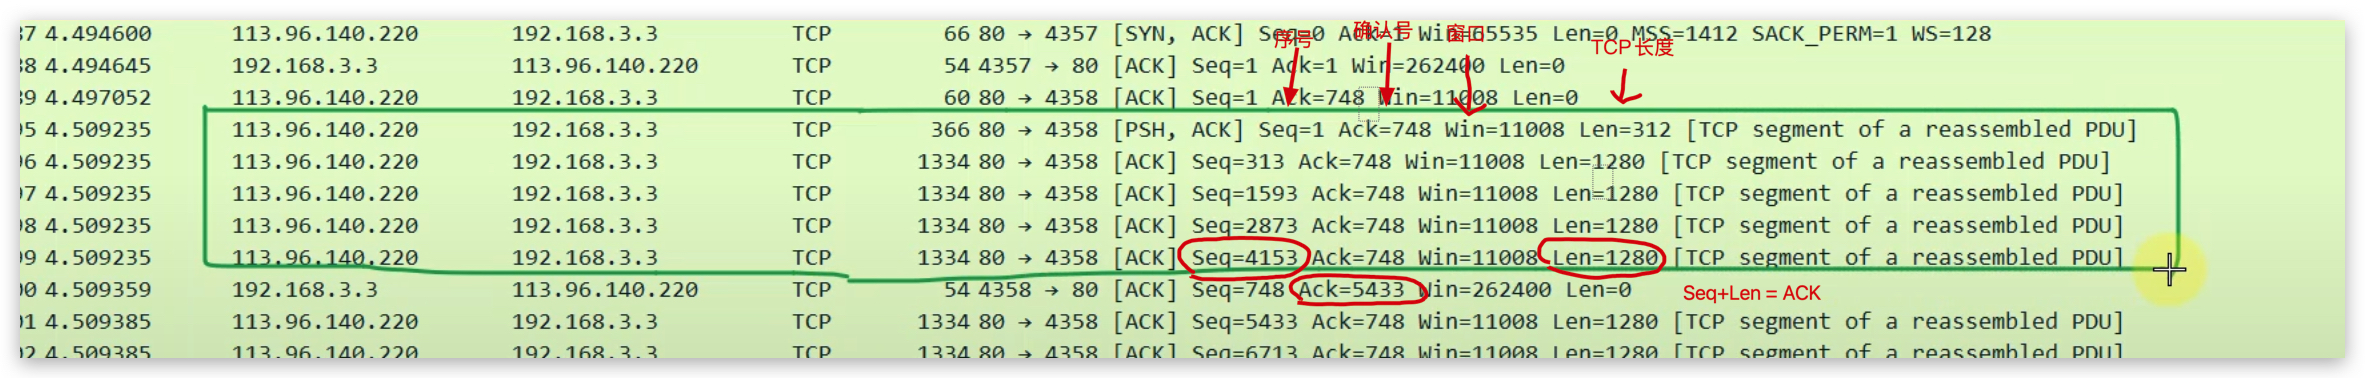 37 4.494600 113.96.140.220 192.168.3.3 TCP 66 80 → 4357 [SYN, ACK] Seq=0 Ack=1 Win=65535 Len=0 MSS=1412 SACK_PERM=1 WS=128
序号 确认号 窗口 TCP长度
38 4.494645 192.168.3.3 113.96.140.220 TCP 54 4357 → 80 [ACK] Seq=1 Ack=1 Win=262400 Len=0
39 4.497052 113.96.140.220 192.168.3.3 TCP 60 80 → 4358 [ACK] Seq=1 Ack=748 Win=11008 Len=0
95 4.509235 113.96.140.220 192.168.3.3 TCP 366 80 → 4358 [PSH, ACK] Seq=1 Ack=748 Win=11008 Len=312 [TCP segment of a reassembled PDU]
96 4.509235 113.96.140.220 192.168.3.3 TCP 1334 80 → 4358 [ACK] Seq=313 Ack=748 Win=11008 Len=1280 [TCP segment of a reassembled PDU]
97 4.509235 113.96.140.220 192.168.3.3 TCP 1334 80 → 4358 [ACK] Seq=1593 Ack=748 Win=11008 Len=1280 [TCP segment of a reassembled PDU]
98 4.509235 113.96.140.220 192.168.3.3 TCP 1334 80 → 4358 [ACK] Seq=2873 Ack=748 Win=11008 Len=1280 [TCP segment of a reassembled PDU]
99 4.509235 113.96.140.220 192.168.3.3 TCP 1334 80 → 4358 [ACK] Seq=4153 Ack=748 Win=11008 Len=1280 [TCP segment of a reassembled PDU]
00 4.509359 192.168.3.3 113.96.140.220 TCP 54 4358 → 80 [ACK] Seq=748 Ack=5433 Win=262400 Len=0
Seq+Len = ACK
01 4.509385 113.96.140.220 192.168.3.3 TCP 1334 80 → 4358 [ACK] Seq=5433 Ack=748 Win=11008 Len=1280 [TCP segment of a reassembled PDU]
02 4.509385 113.96.140.220 192.168.3.3 TCP 1334 80 → 4358 [ACK] Seq=6713 Ack=748 Win=11008 Len=1280 [TCP segment of a reassembled PDU]